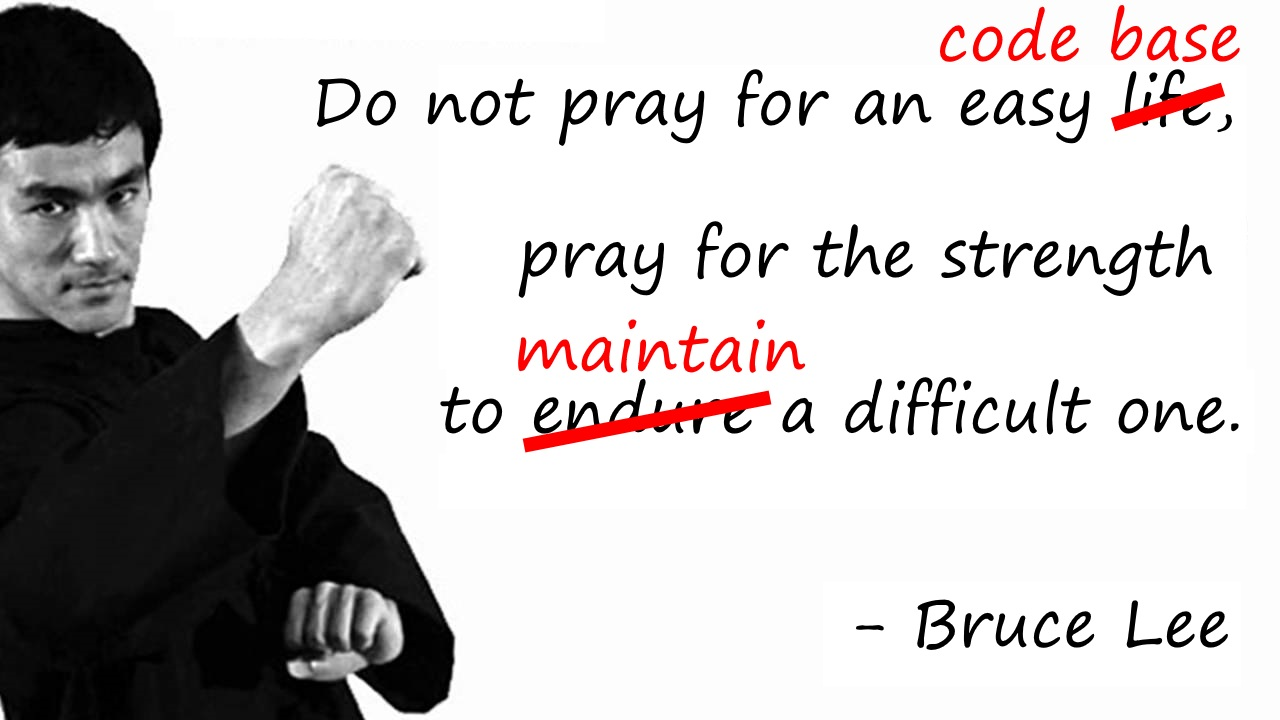 code base
Do not pray for an easy life,
pray for the strength
maintain
to endure a difficult one.
- Bruce Lee